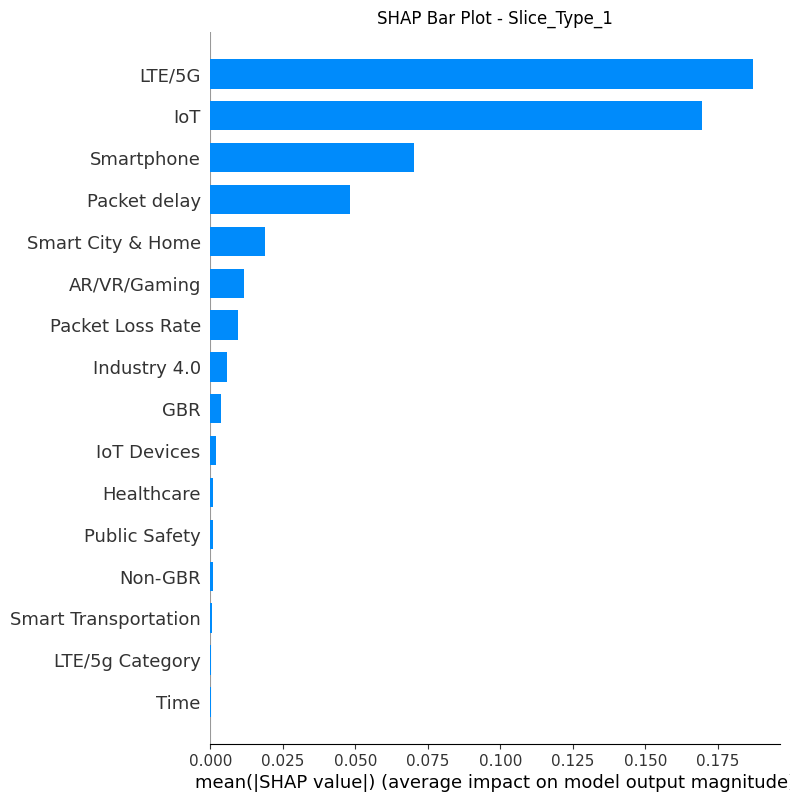 SHAP Bar Plot - Slice_Type_1
LTE/5G
IoT
Smartphone
Packet delay
Smart City & Home
AR/VR/Gaming
Packet Loss Rate
Industry 4.0
GBR
IoT Devices
Healthcare
Public Safety
Non-GBR
Smart Transportation
LTE/5g Category
Time
0.000 0.025 0.050 0.075 0.100 0.125 0.150 0.175
mean(|SHAP value|) (average impact on model output magnitude